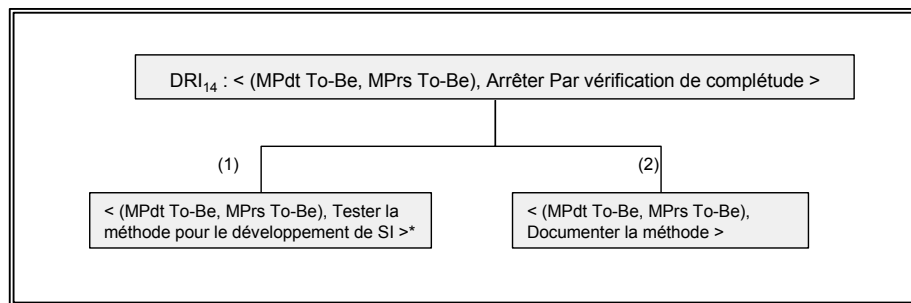 DRI14 : < (MPdt To-Be, MPrs To-Be), Arrêter Par vérification de complétude >
(1)
(2)
< (MPdt To-Be, MPrs To-Be), Tester la
méthode pour le développement de SI >*
< (MPdt To-Be, MPrs To-Be),
Documenter la méthode >